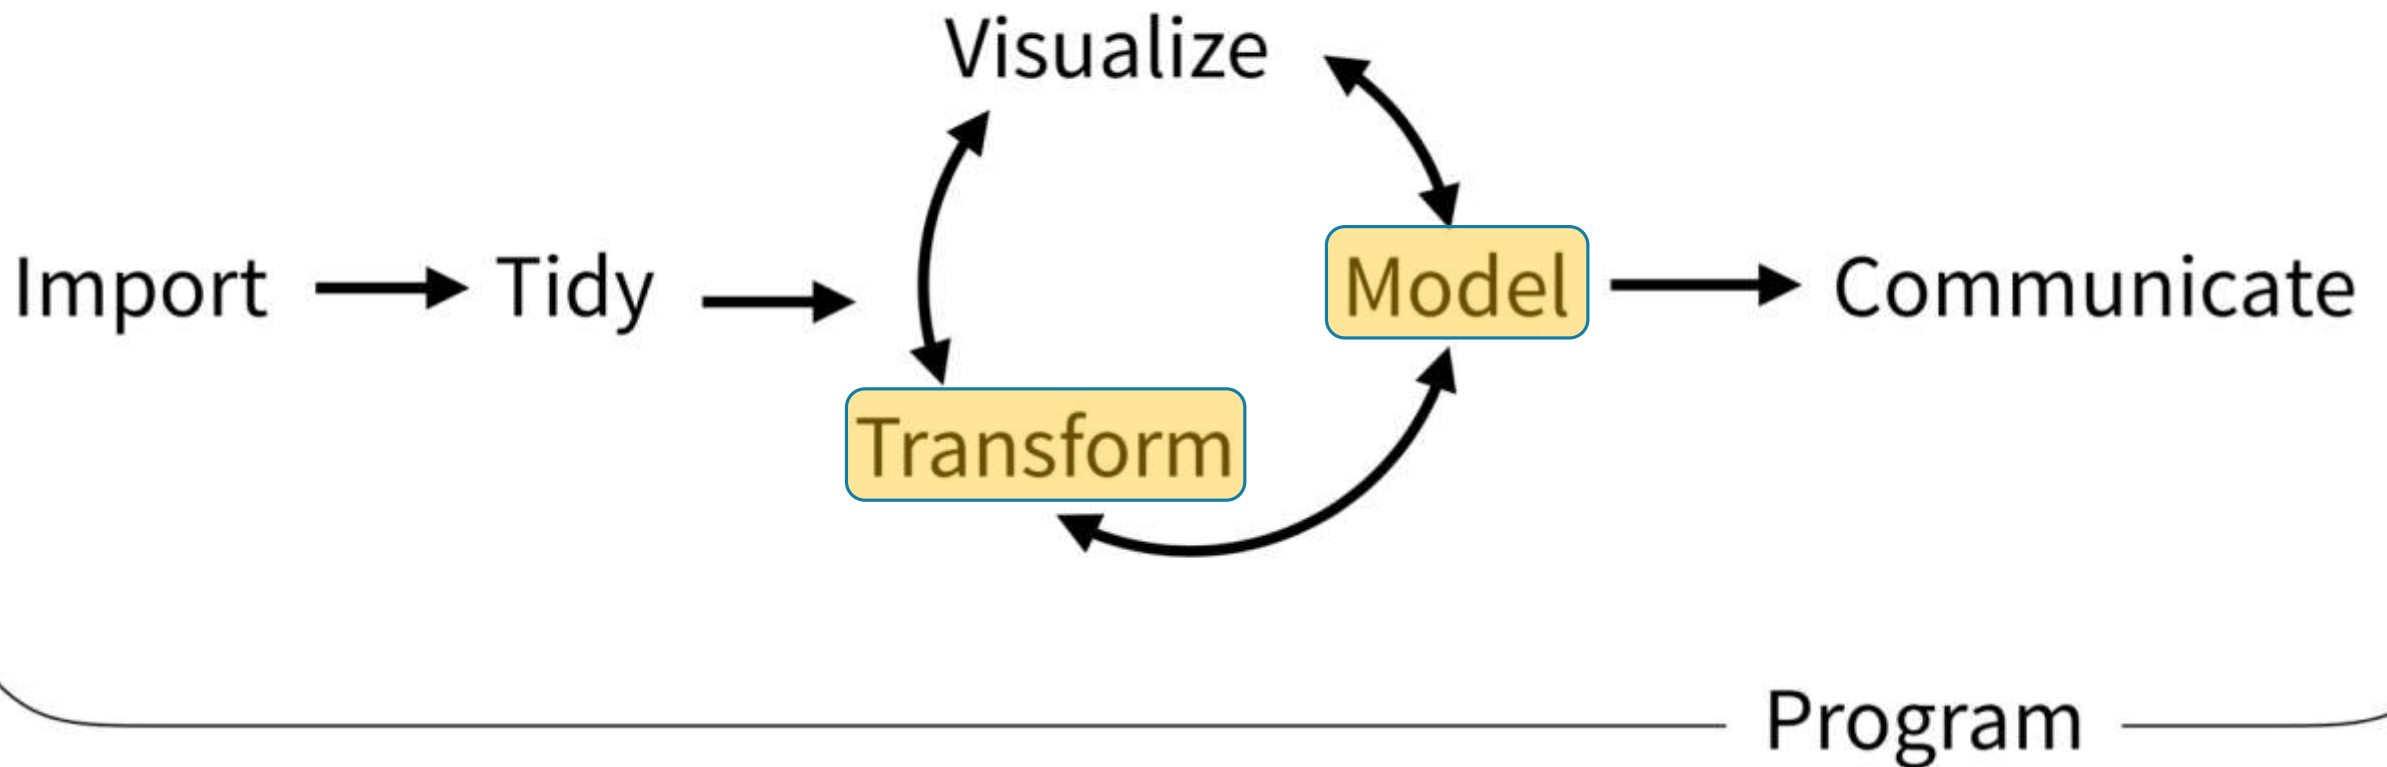 Visualize
Import
Tidy
Model
Communicate
Transform
Program